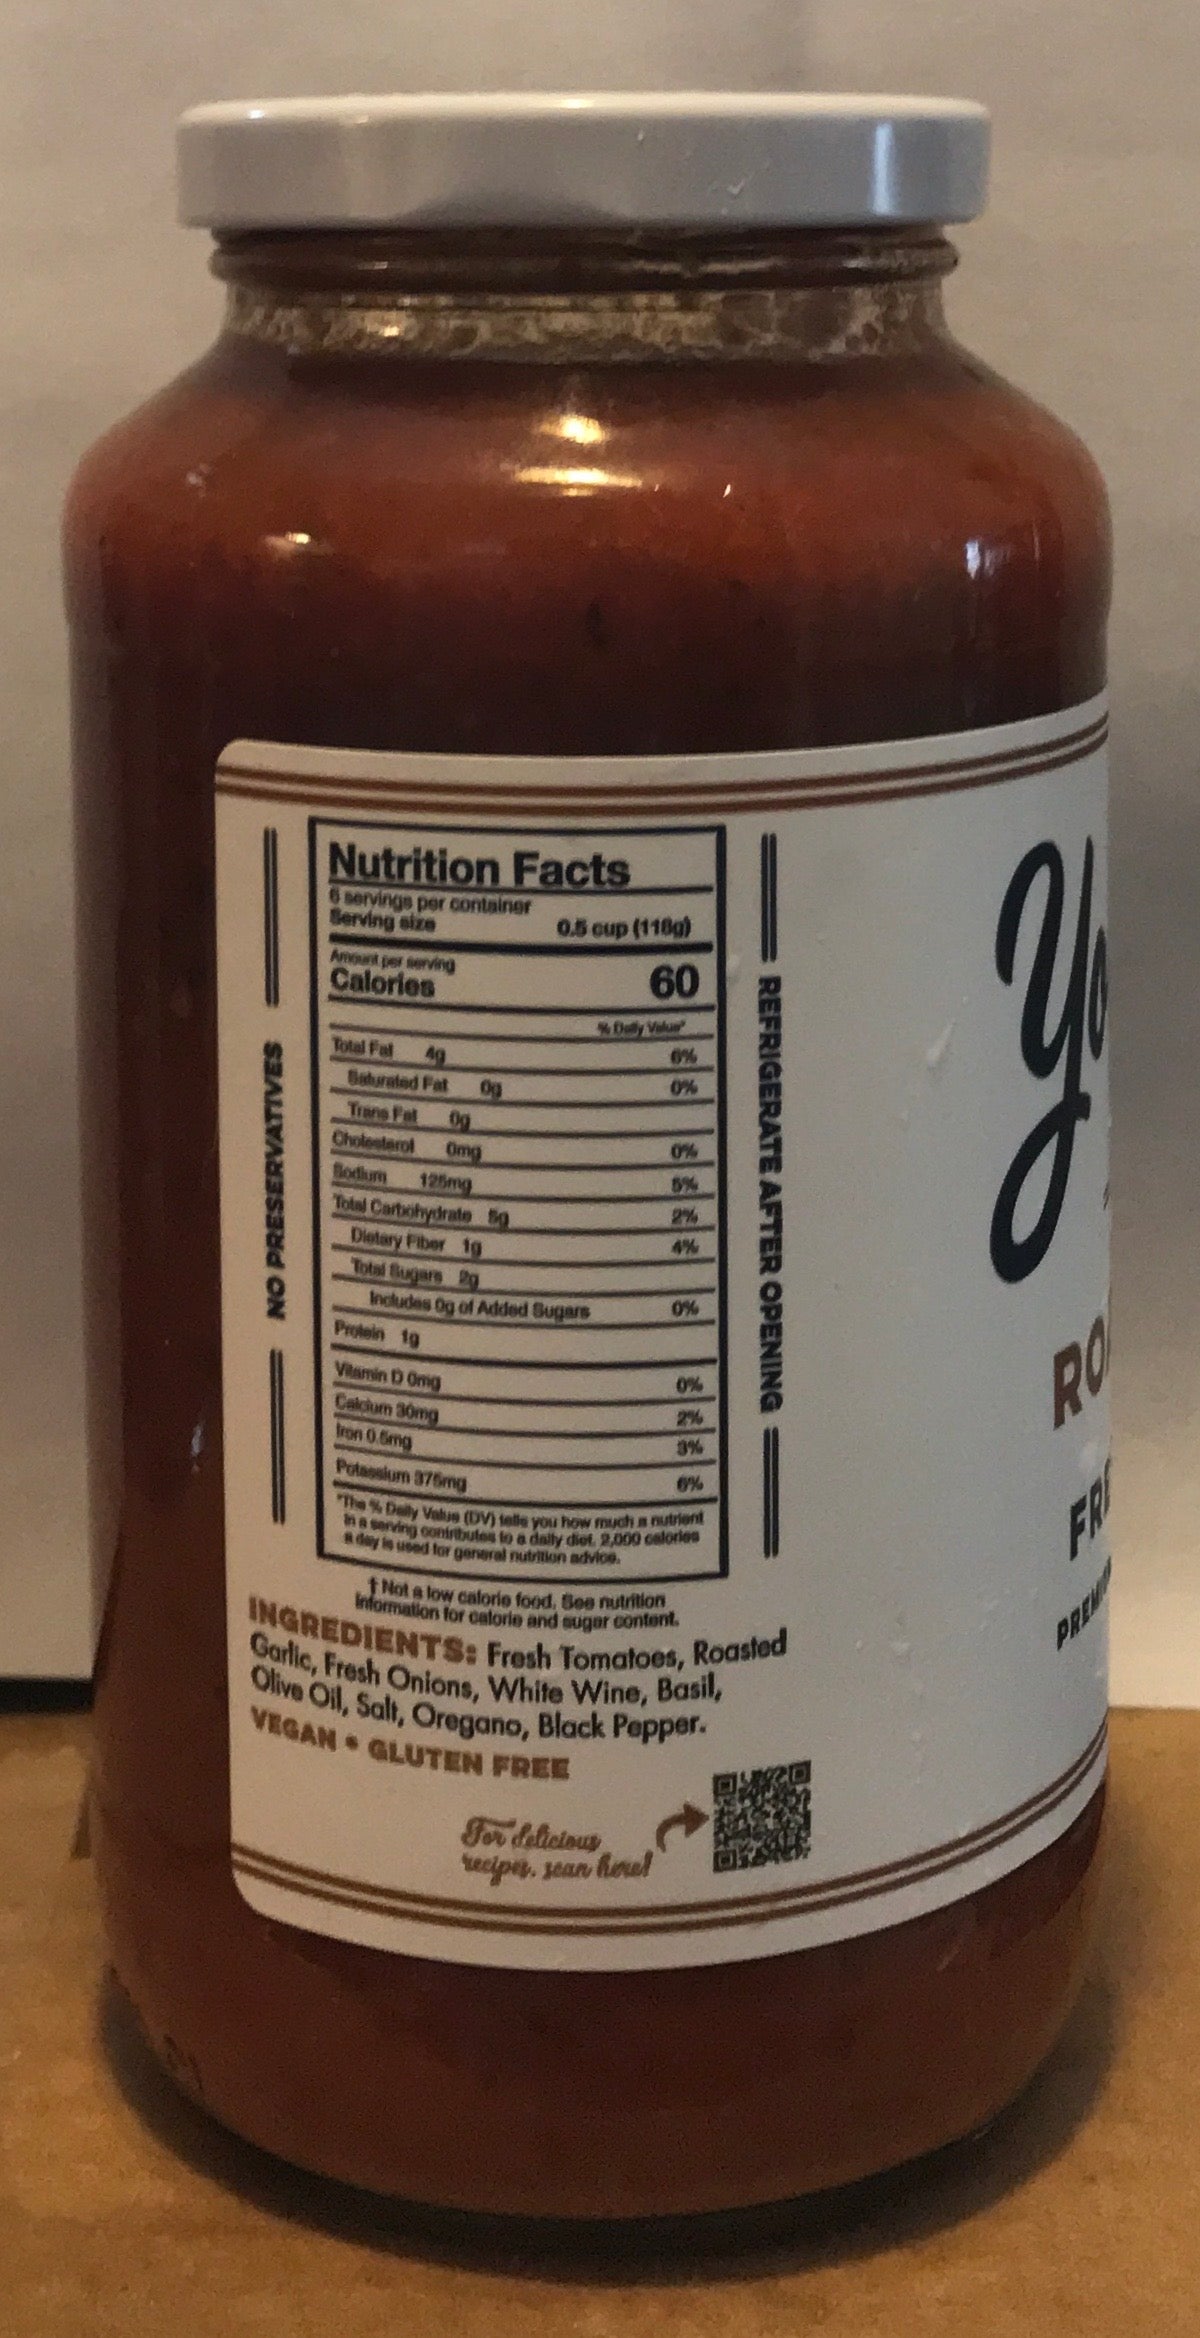 Nutrition Facts
6 servings per container
Serving size 0.5 cup (118g)
Amount per serving
Calories 60
% Daily Value*
Total Fat 4g 6%
Saturated Fat 0g 0%
Trans Fat 0g
Cholesterol 0mg 0%
Sodium 125mg 5%
Total Carbohydrate 5g 2%
Dietary Fiber 1g 4%
Total Sugars 2g
Includes 0g of Added Sugars 0%
Protein 1g
Vitamin D 0mg 0%
Calcium 30mg 2%
Iron 0.5mg 3%
Potassium 375mg 6%
*The % Daily Value (DV) tells you how much a nutrient
in a serving contributes to a daily diet. 2,000 calories
a day is used for general nutrition advice.
† Not a low calorie food. See nutrition
information for calorie and sugar content.
INGREDIENTS: Fresh Tomatoes, Roasted
Garlic, Fresh Onions, White Wine, Basil,
Olive Oil, Salt, Oregano, Black Pepper.
VEGAN • GLUTEN FREE
For delicious
recipes, scan here!
NO PRESERVATIVES
REFRIGERATE AFTER OPENING
Yo
RO
FRE
PREMI